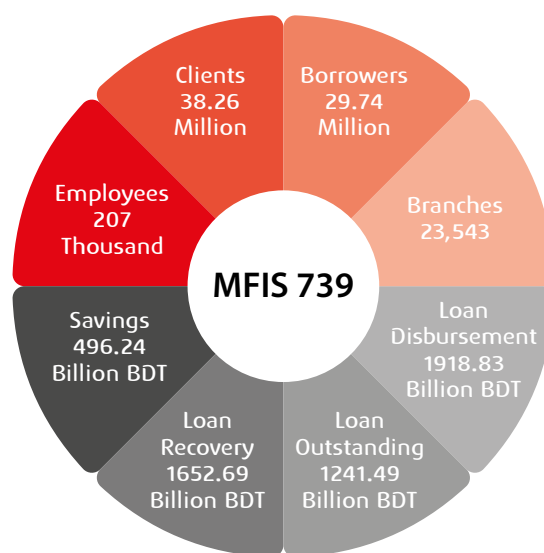 Clients
38.26
Million
Borrowers
29.74
Million
Employees
207
Thousand
Branches
23,543
MFIS 739
Savings
496.24
Billion BDT
Loan
Disbursement
1918.83
Billion BDT
Loan
Recovery
1652.69
Billion BDT
Loan
Outstanding
1241.49
Billion BDT